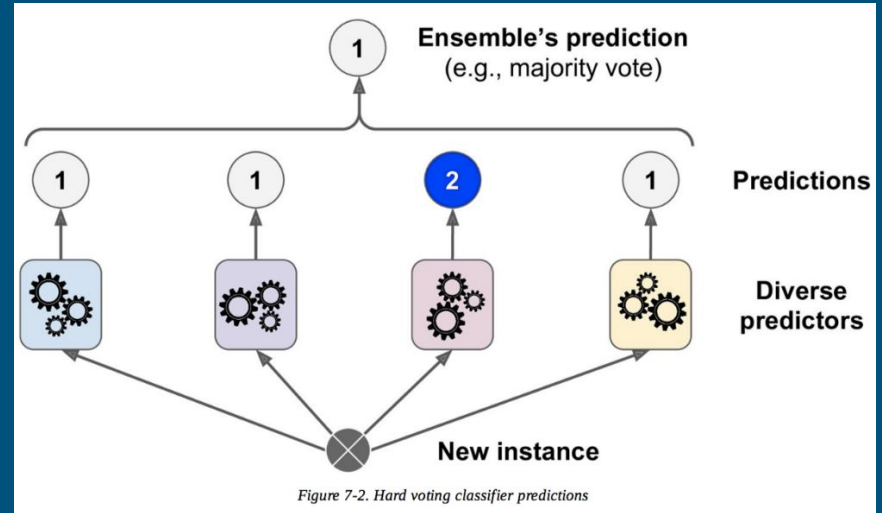 1
Ensemble's prediction
(e.g., majority vote)
1 1 2 1
Predictions
Diverse
predictors
New instance
Figure 7-2. Hard voting classifier predictions